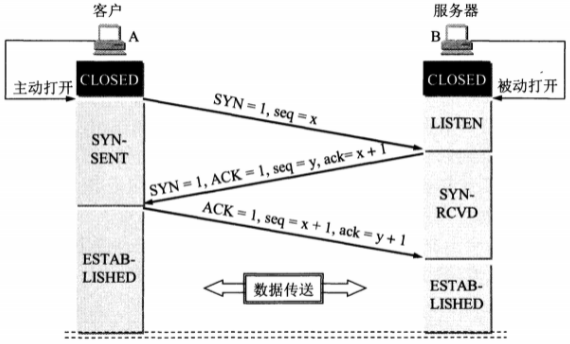 客户
服务器
A
B
CLOSED
CLOSED
主动打开
被动打开
SYN = 1, seq = x
LISTEN
SYN-
SENT
SYN = 1, ACK = 1, seq = y, ack= x + 1
SYN-
RCVD
ACK = 1, seq = x + 1, ack = y + 1
ESTAB-
LISHED
数据传送
ESTAB-
LISHED